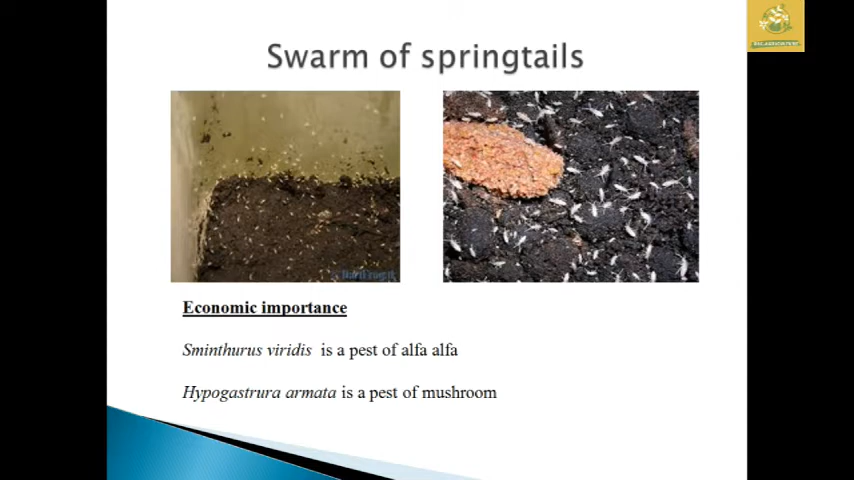 Swarm of springtails
Economic importance
Sminthurus viridis is a pest of alfa alfa
Hypogastrura armata is a pest of mushroom